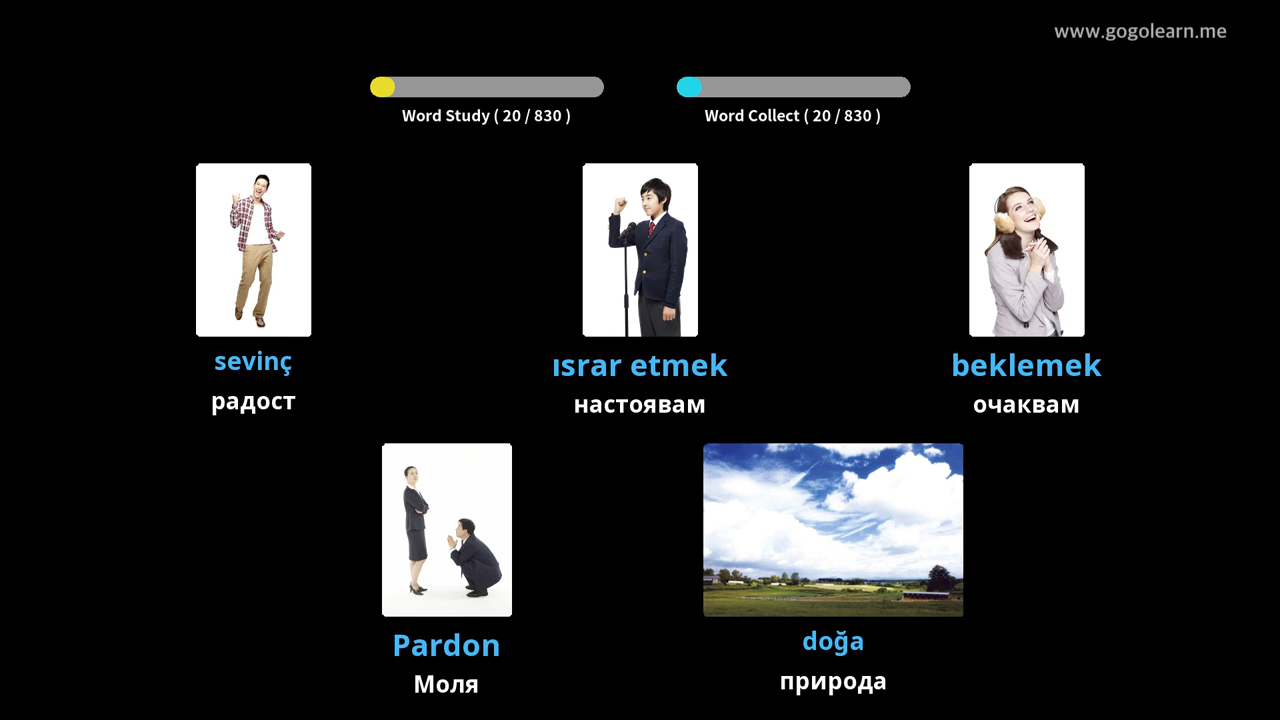 www.gogolearn.me
Word Study ( 20 / 830 )
Word Collect ( 20 / 830 )
sevinç
радост
ısrar etmek
настоявам
beklemek
очаквам
Pardon
Моля
doğa
природа